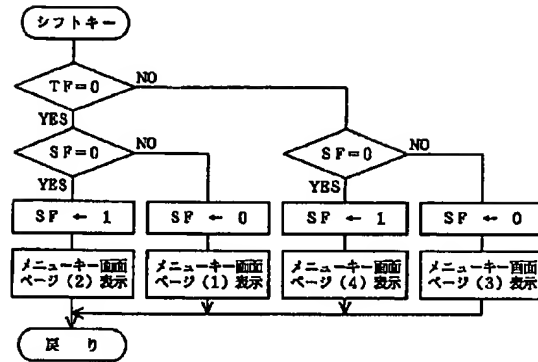 シフトキー
TF=0
NO
YES
SF=0
NO
SF=0
NO
YES
YES
SF ← 1
SF ← 0
SF ← 1
SF ← 0
メニューキー画面
ページ(2)表示
メニューキー画面
ページ(1)表示
メニューキー画面
ページ(4)表示
メニューキー画面
ページ(3)表示
戻り